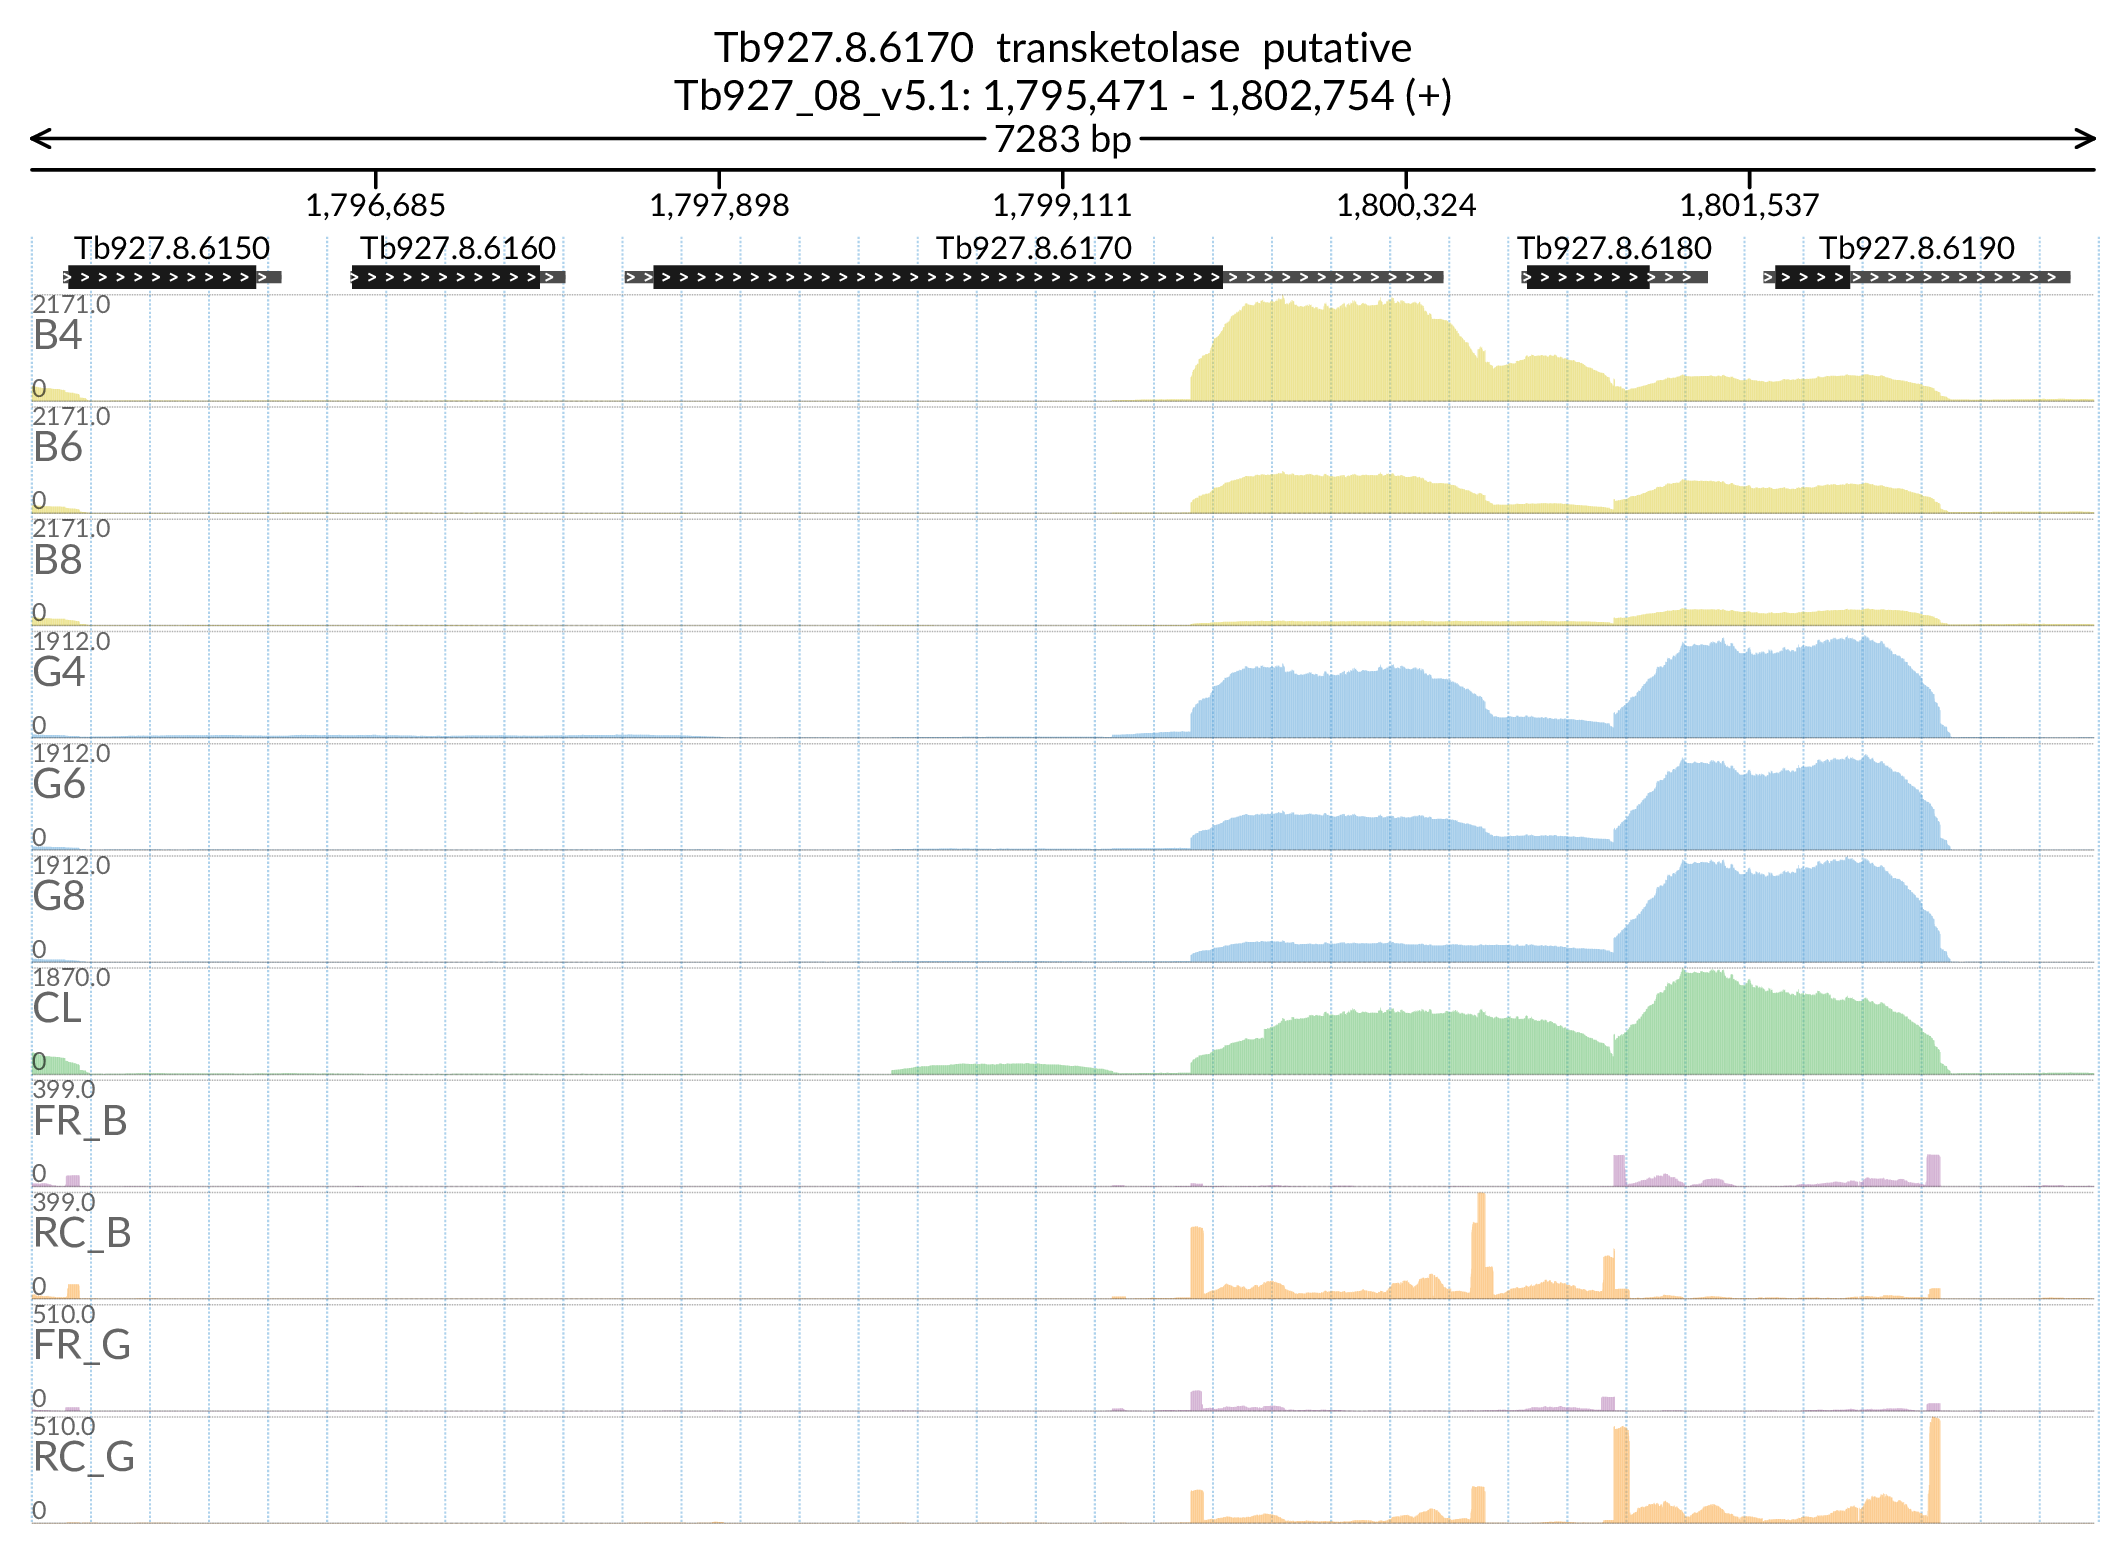 Tb927.8.6170 transketolase putative
Tb927_08_v5.1: 1,795,471 - 1,802,754 (+)
7283 bp
1,796,685 1,797,898 1,799,111 1,800,324 1,801,537
Tb927.8.6150 Tb927.8.6160 Tb927.8.6170 Tb927.8.6180 Tb927.8.6190
2171.0
B4
0
2171.0
B6
0
2171.0
B8
0
1912.0
G4
0
1912.0
G6
0
1912.0
G8
0
1870.0
CL
0
399.0
FR_B
0
399.0
RC_B
0
510.0
FR_G
0
510.0
RC_G
0